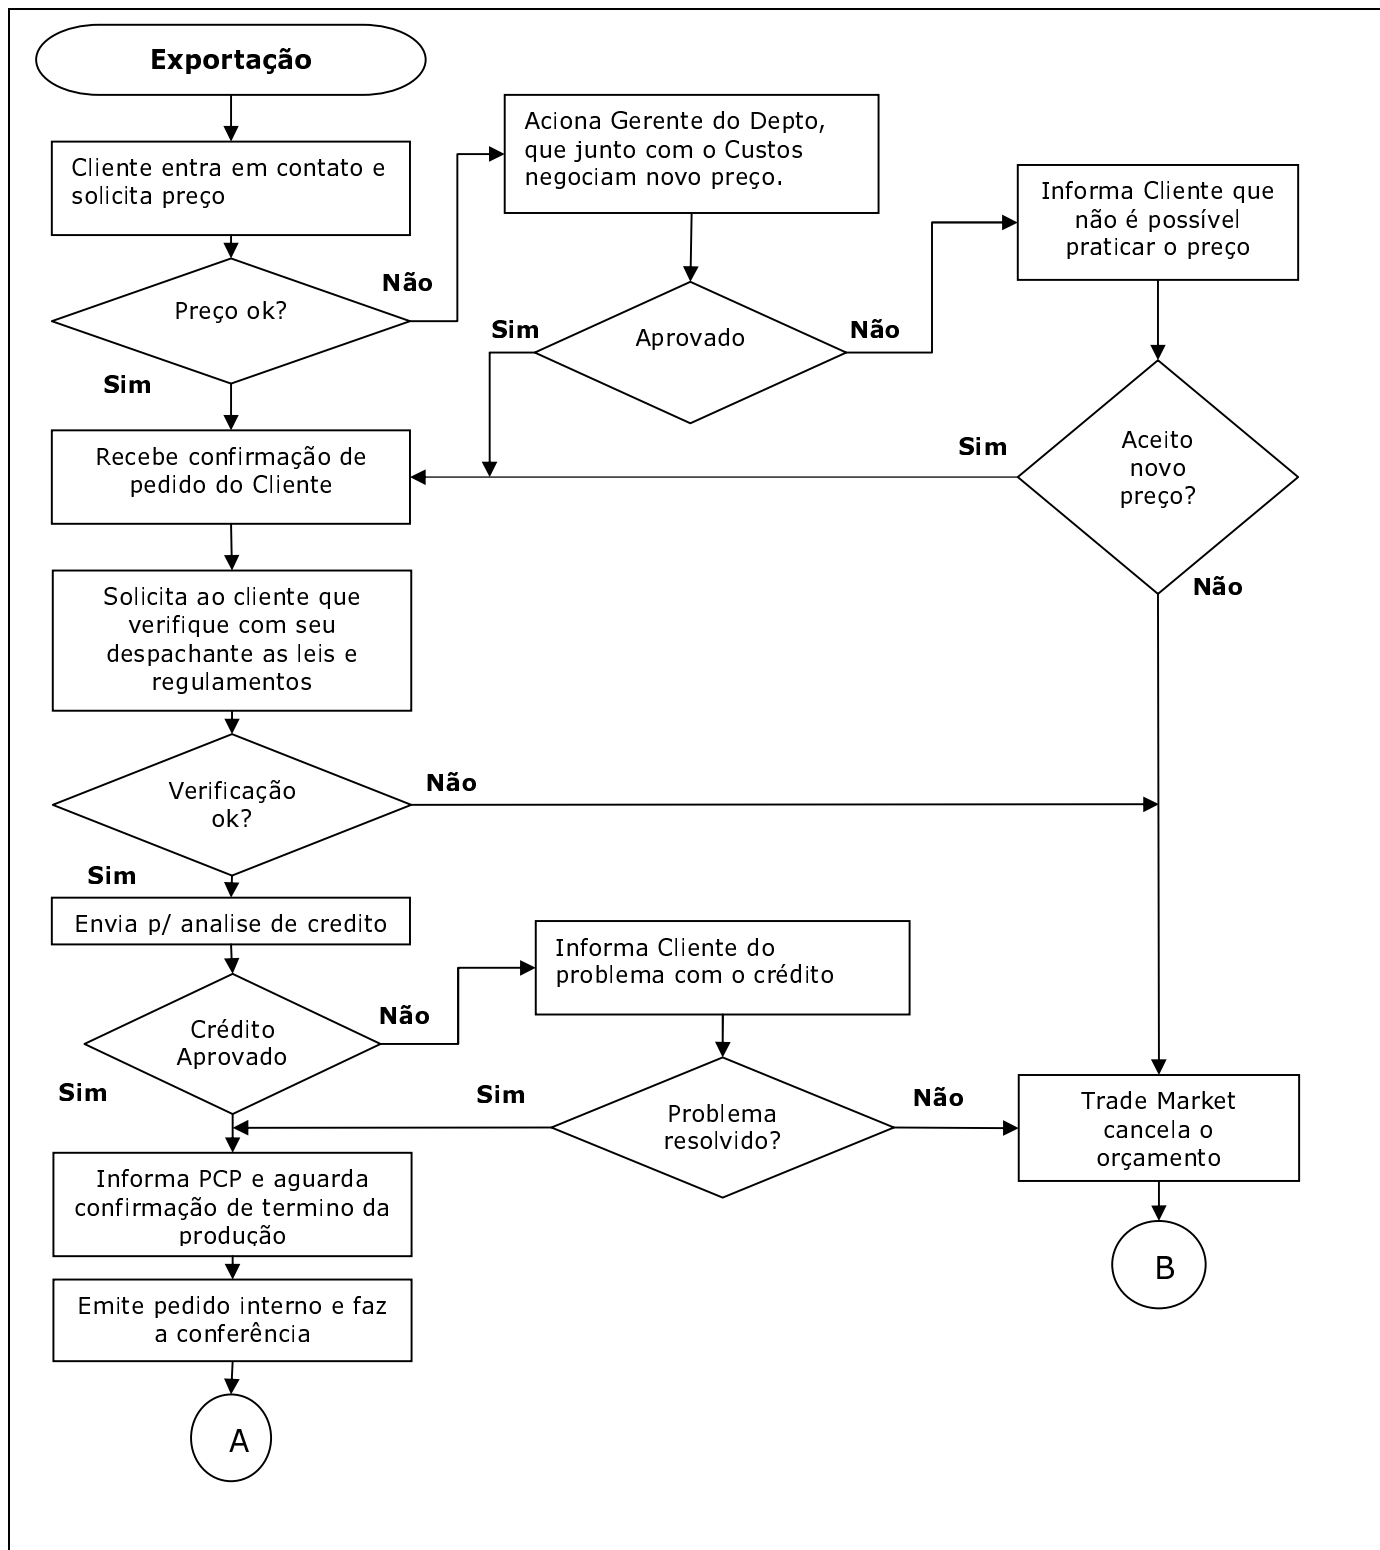 Exportação
Cliente entra em contato e
solicita preço
Aciona Gerente do Depto,
que junto com o Custos
negociam novo preço.
Informa Cliente que
não é possível
praticar o preço
Não
Preço ok?
Sim
Sim
Aprovado
Não
Recebe confirmação de
pedido do Cliente
Sim
Aceito
novo
preço?
Não
Solicita ao cliente que
verifique com seu
despachante as leis e
regulamentos
Verificação
ok?
Não
Sim
Envia p/ analise de credito
Informa Cliente do
problema com o crédito
Crédito
Aprovado
Não
Sim
Sim
Problema
resolvido?
Não
Trade Market
cancela o
orçamento
Informa PCP e aguarda
confirmação de termino da
produção
B
Emite pedido interno e faz
a conferência
A